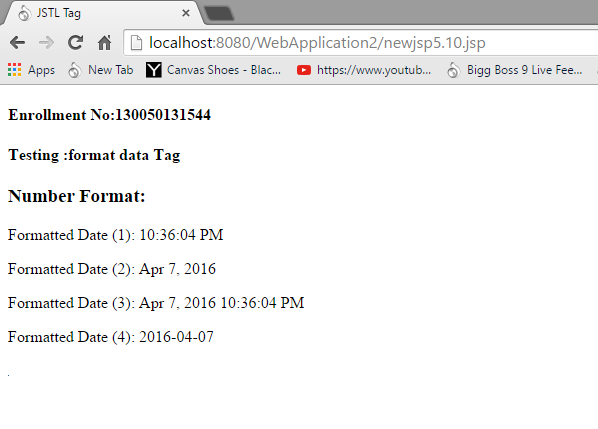 JSTL Tag
localhost:8080/WebApplication2/newjsp5.10.jsp
Apps New Tab Canvas Shoes - Blac... https://www.youtub... Bigg Boss 9 Live Fee...
Enrollment No:130050131544
Testing :format data Tag
Number Format:
Formatted Date (1): 10:36:04 PM
Formatted Date (2): Apr 7, 2016
Formatted Date (3): Apr 7, 2016 10:36:04 PM
Formatted Date (4): 2016-04-07
.